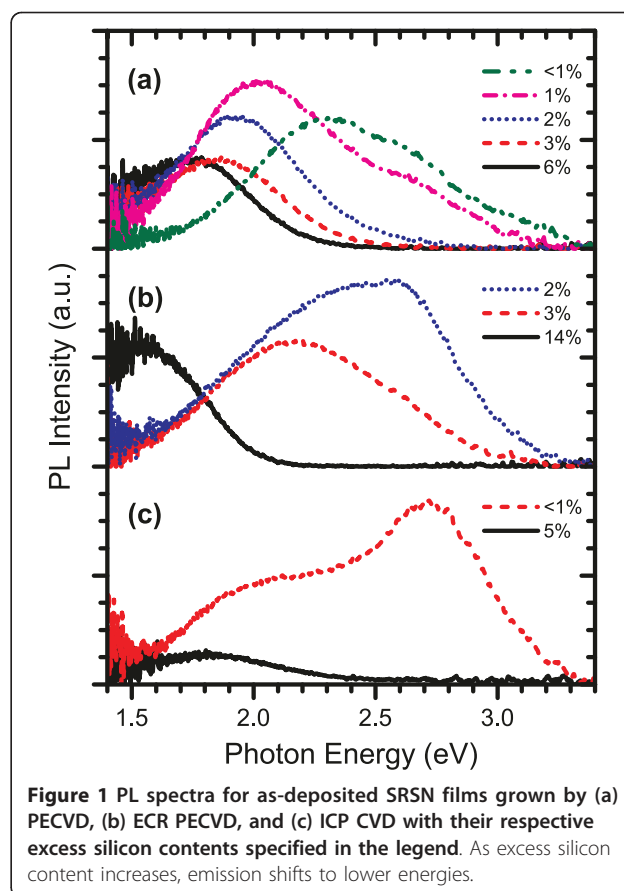 (a)
<1%
1%
2%
3%
6%
(b)
2%
3%
14%
(c)
<1%
5%
PL Intensity (a.u.)
1.5 2.0 2.5 3.0
Photon Energy (eV)
Figure 1 PL spectra for as-deposited SRSN films grown by (a)
PECVD, (b) ECR PECVD, and (c) ICP CVD with their respective
excess silicon contents specified in the legend. As excess silicon
content increases, emission shifts to lower energies.